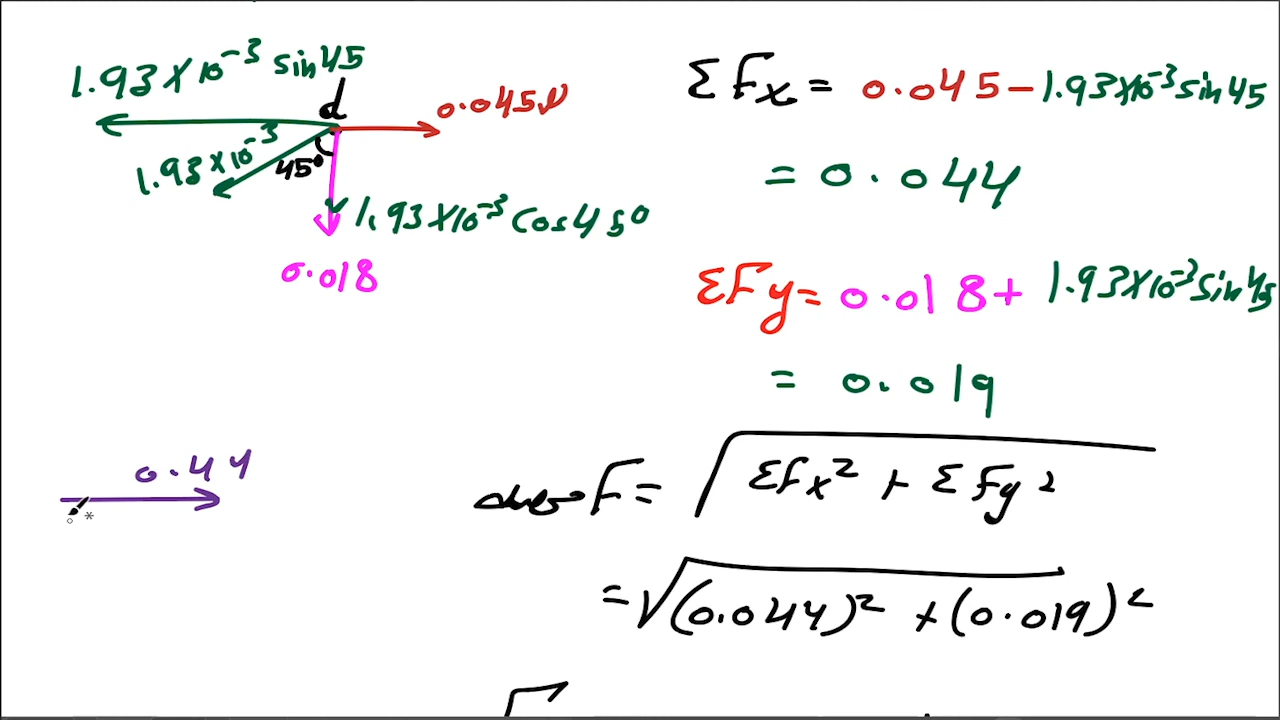 1.93×10⁻³ sin45
d
0.045N
1.93×10⁻³
45°
1.93×10⁻³ cos45°
0.018
ΣFx = 0.045 - 1.93×10⁻³ sin45
= 0.044
ΣFy = 0.018 + 1.93×10⁻³ sin45
= 0.019
0.44
F = √ΣFx² + ΣFy²
= √(0.044)² + (0.019)²